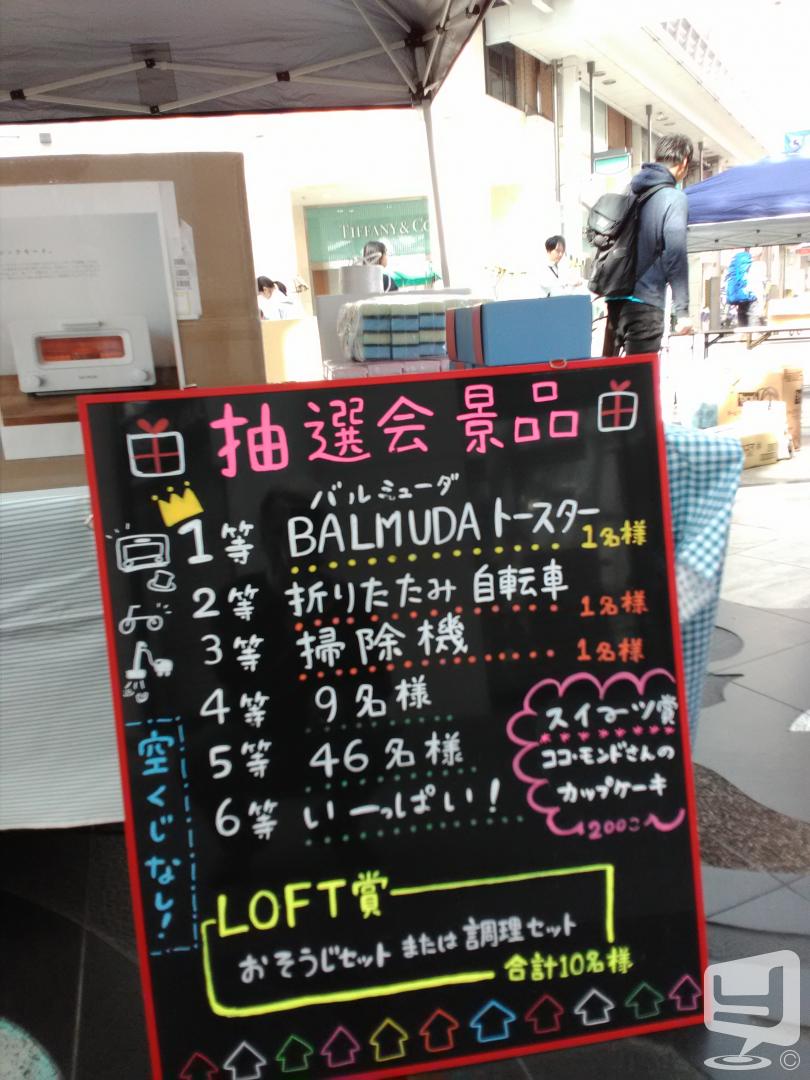 TIFFANY & CO
抽選会景品
バルミューダ
1等 BALMUDA トースター 1名様
2等 折りたたみ自転車 1名様
3等 掃除機 1名様
4等 9名様
5等 46名様
6等 いーっぱい!
空くじなし!
スイーツ賞
ココ・モンドさんの
カップケーキ
200こ
LOFT賞
おそうじセット または 調理セット
合計10名様